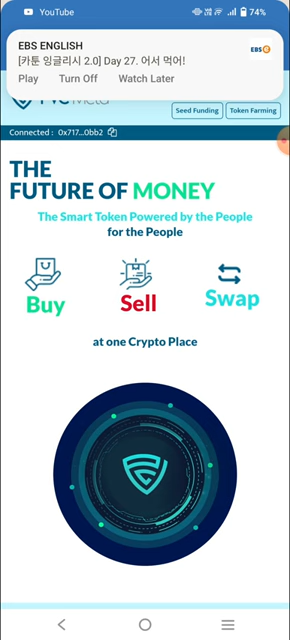 YouTube
74%
EBS ENGLISH
[카툰 잉글리시 2.0] Day 27. 어서 먹어!
EBS
Play Turn Off Watch Later
Seed Funding Token Farming
Connected : 0x717...0bb2
THE
FUTURE OF MONEY
The Smart Token Powered by the People
for the People
Buy Sell Swap
at one Crypto Place